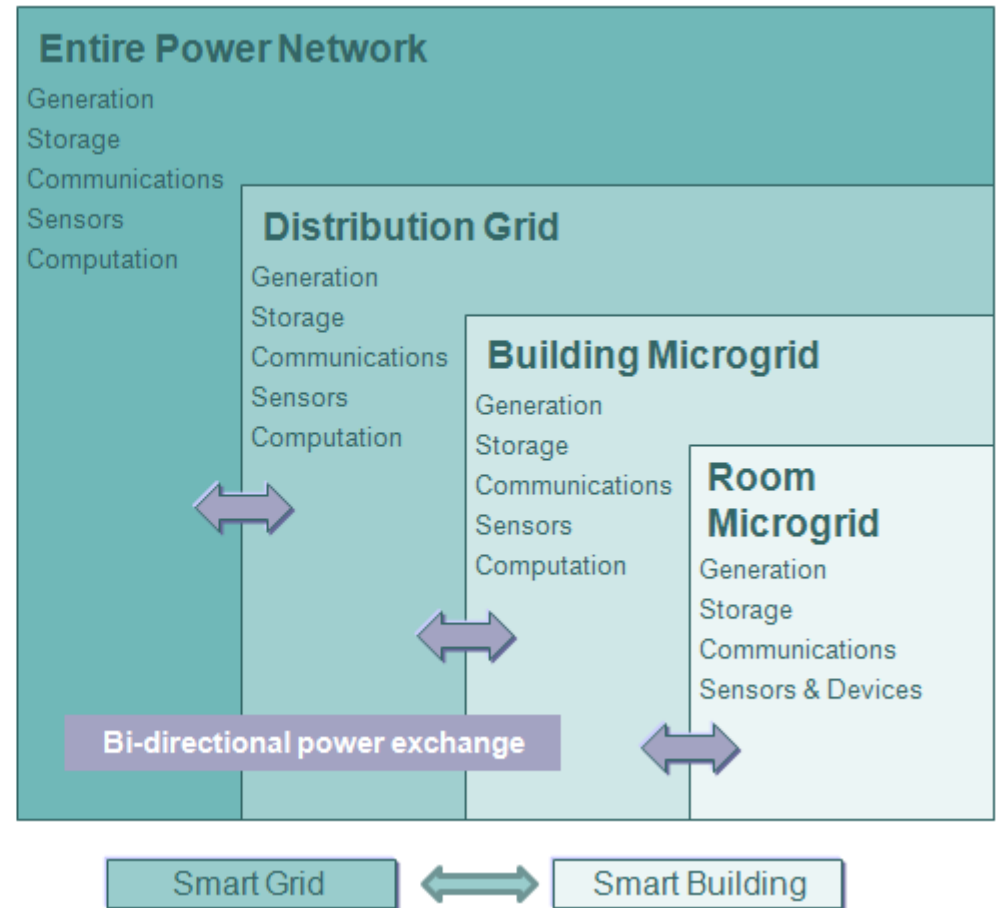 Entire Power Network
Generation
Storage
Communications
Sensors
Computation
Distribution Grid
Generation
Storage
Communications
Sensors
Computation
Building Microgrid
Generation
Storage
Communications
Sensors
Computation
Room
Microgrid
Generation
Storage
Communications
Sensors & Devices
Bi-directional power exchange
Smart Grid
Smart Building